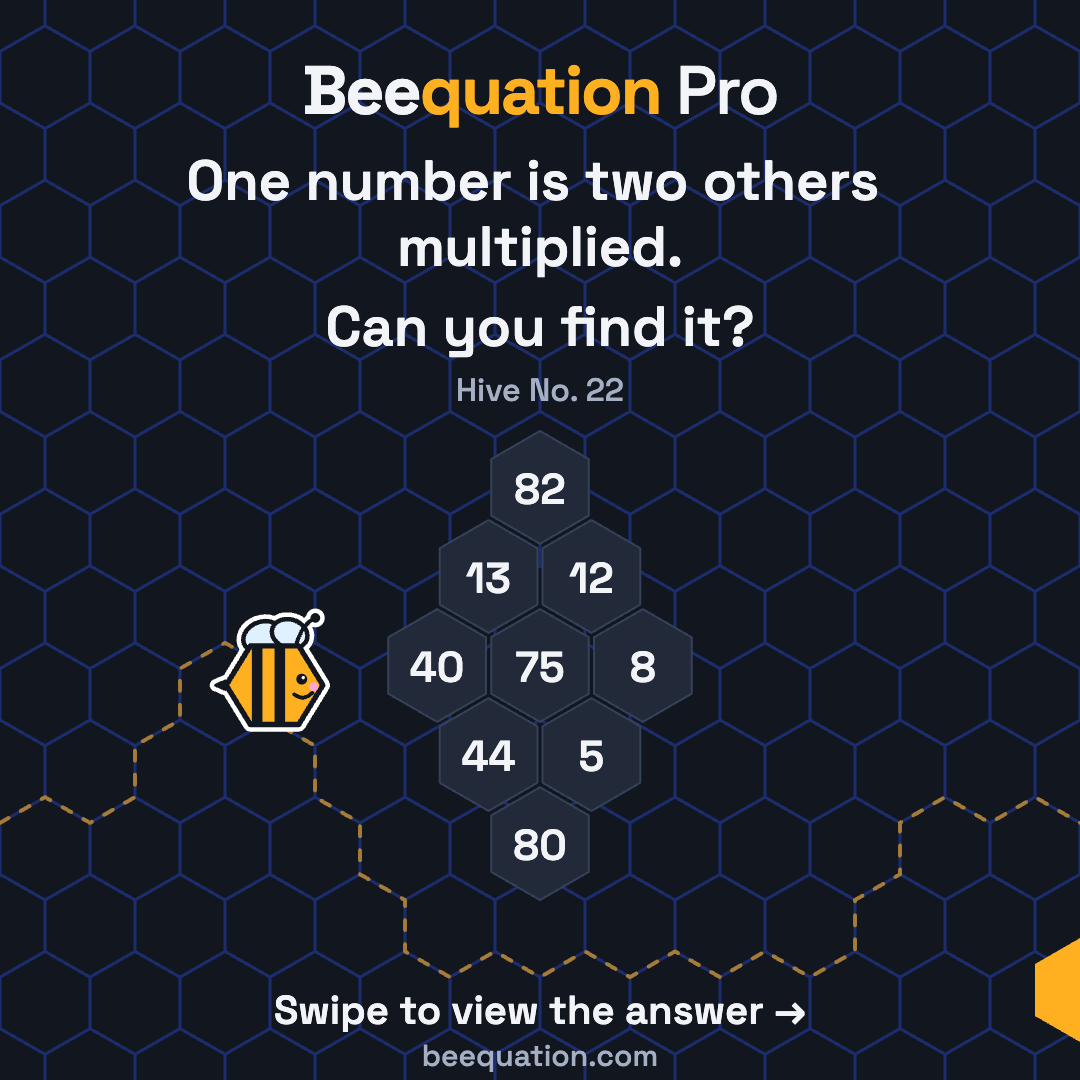 Beequation Pro
One number is two others
multiplied.
Can you find it?
Hive No. 22
82
13 12
40 75 8
44 5
80
Swipe to view the answer →
beequation.com